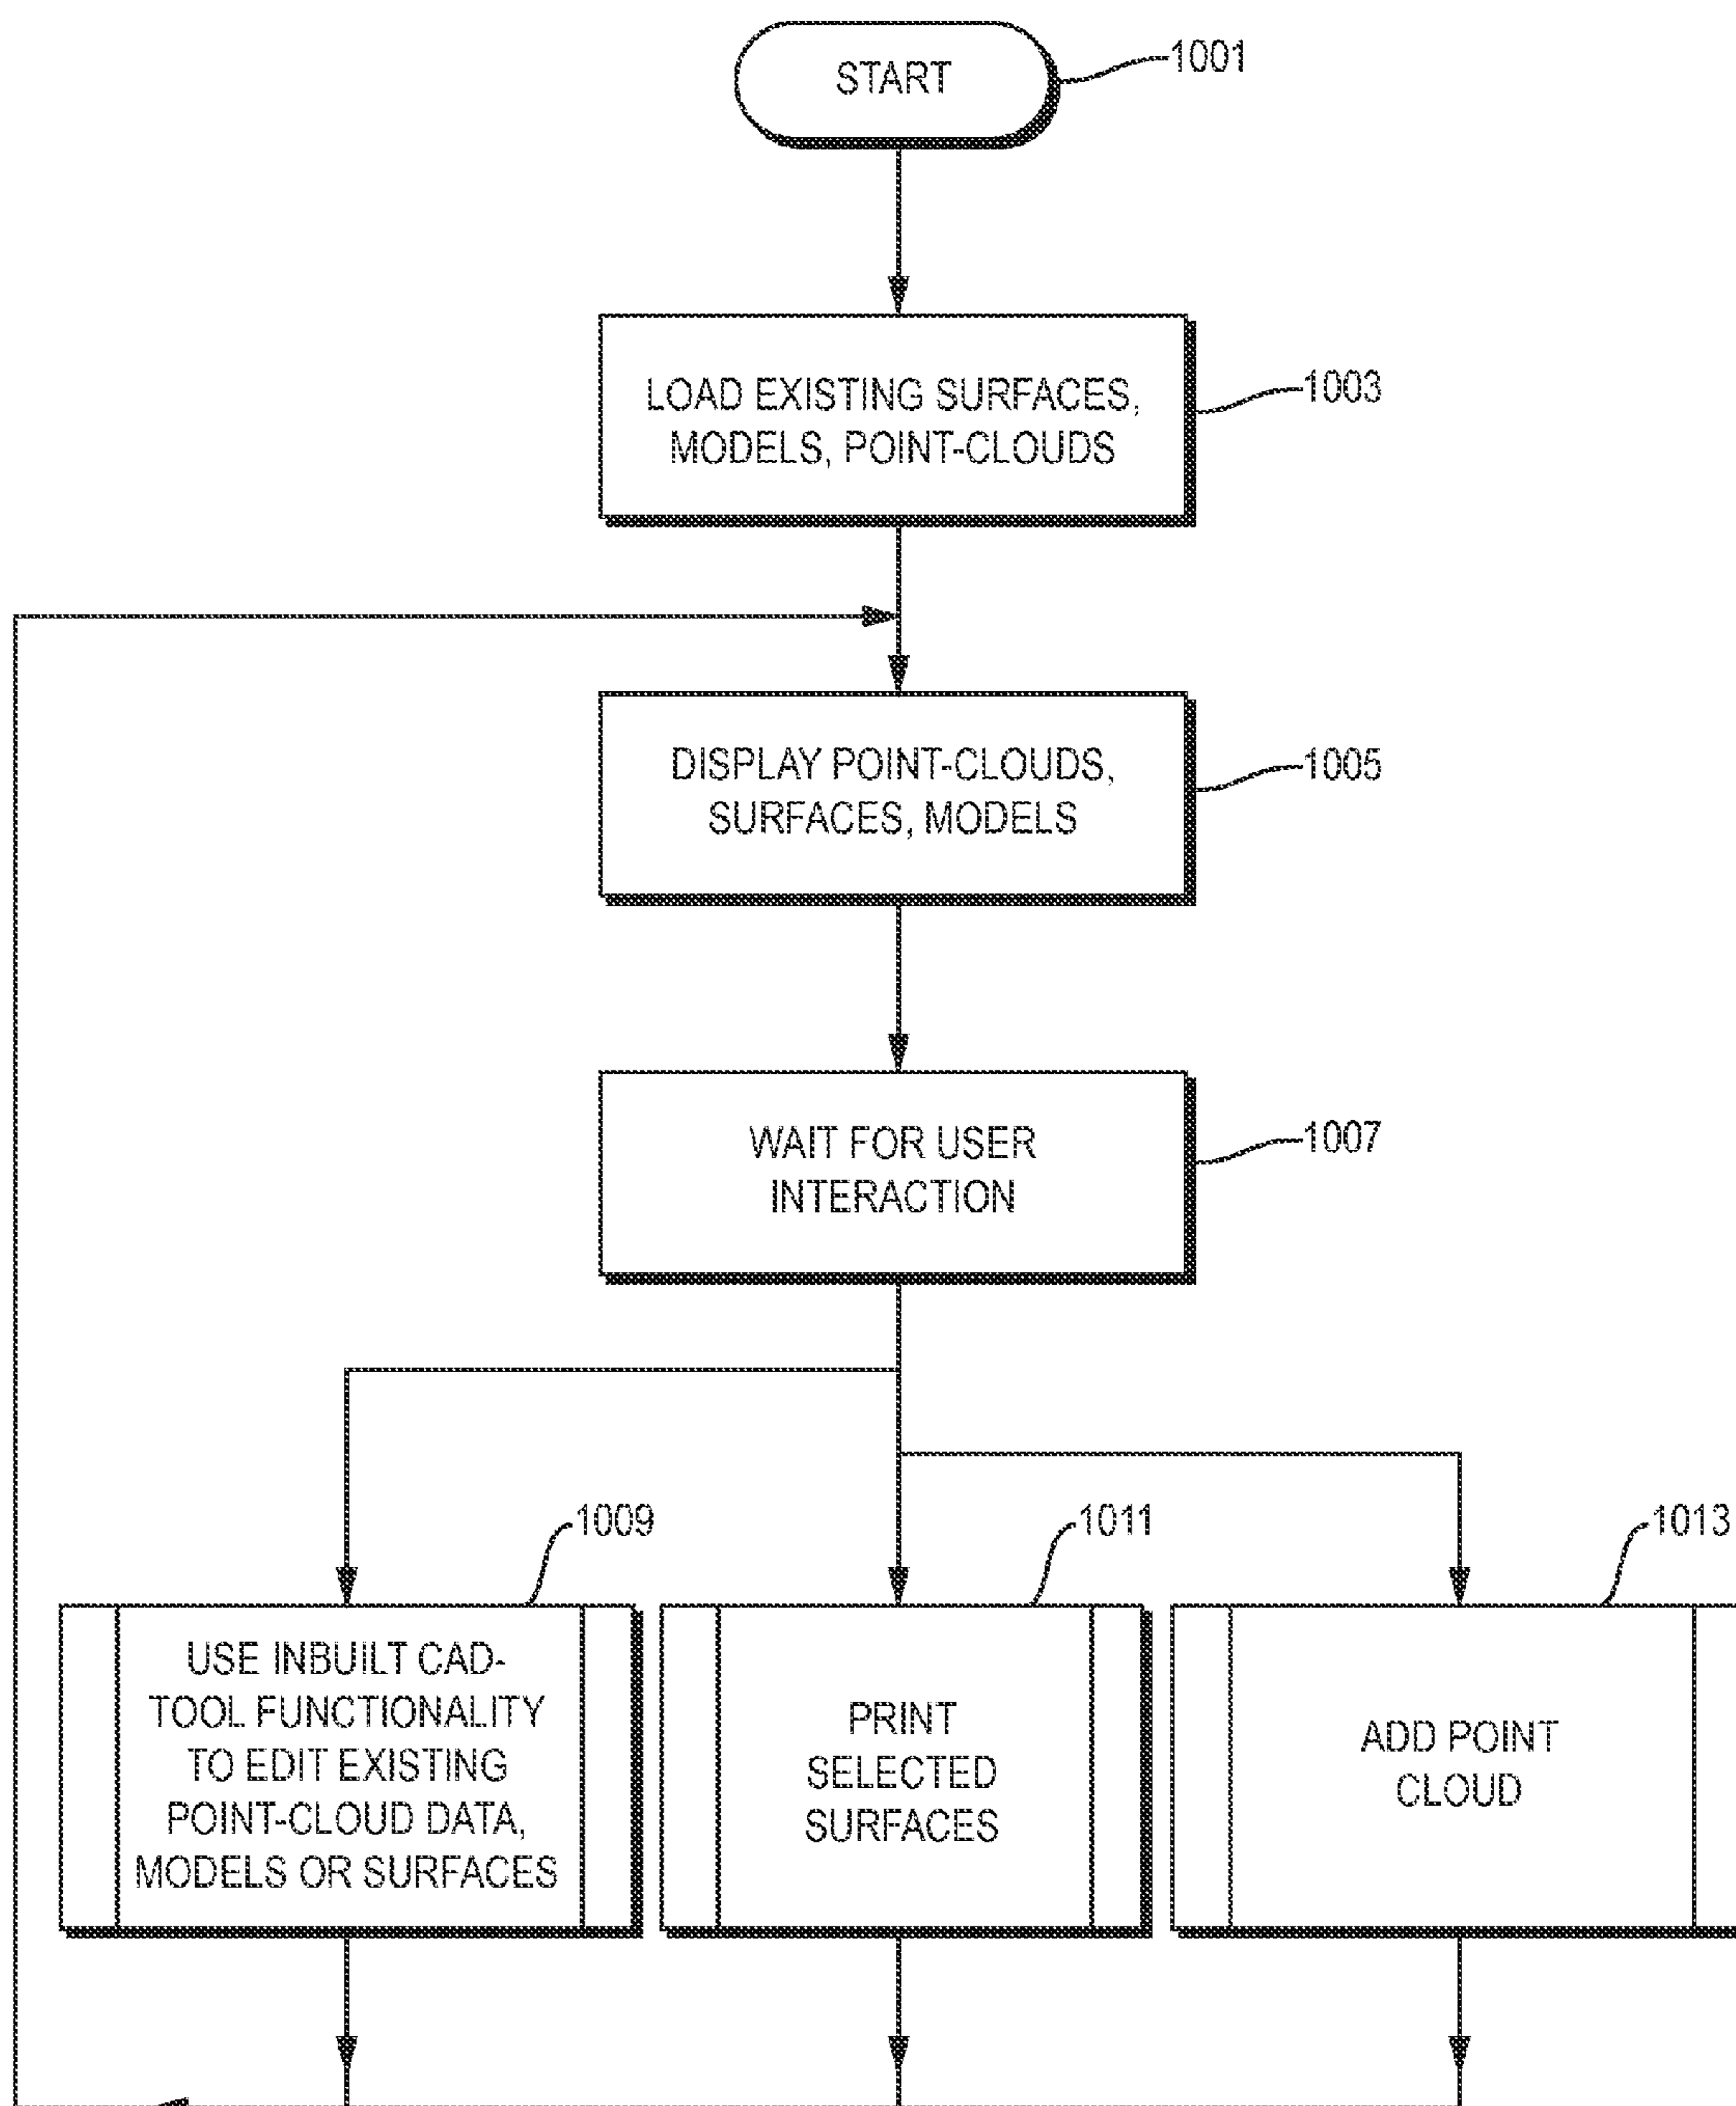 START
1001
LOAD EXISTING SURFACES,
MODELS, POINT-CLOUDS
1003
DISPLAY POINT-CLOUDS,
SURFACES, MODELS
1005
WAIT FOR USER
INTERACTION
1007
1009
USE INBUILT CAD-
TOOL FUNCTIONALITY
TO EDIT EXISTING
POINT-CLOUD DATA,
MODELS OR SURFACES
1011
PRINT
SELECTED
SURFACES
1013
ADD POINT
CLOUD